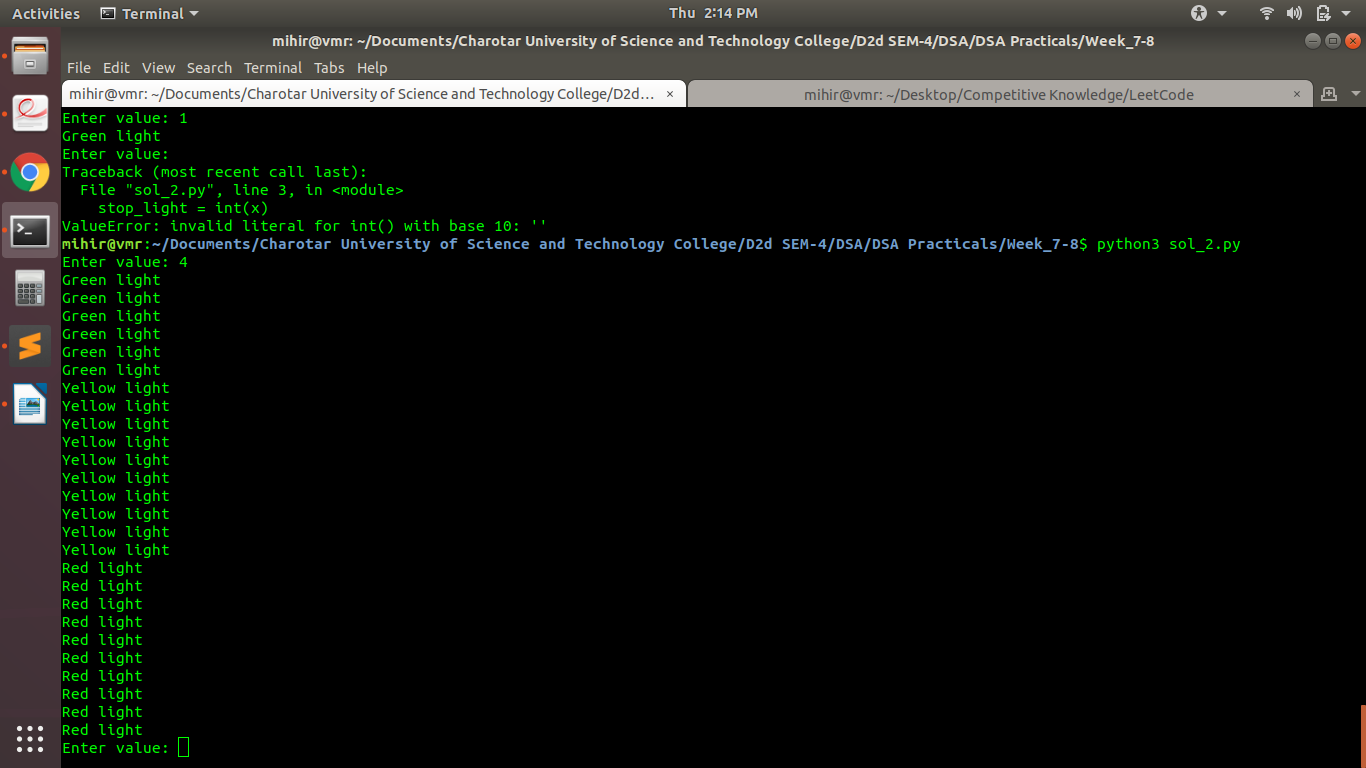 Activities Terminal Thu 2:14 PM
mihir@vmr: ~/Documents/Charotar University of Science and Technology College/D2d SEM-4/DSA/DSA Practicals/Week_7-8
File Edit View Search Terminal Tabs Help
mihir@vmr: ~/Documents/Charotar University of Science and Technology College/D2d... × mihir@vmr: ~/Desktop/Competitive Knowledge/LeetCode ×
Enter value: 1
Green light
Enter value:
Traceback (most recent call last):
  File "sol_2.py", line 3, in <module>
    stop_light = int(x)
ValueError: invalid literal for int() with base 10: ''
mihir@vmr:~/Documents/Charotar University of Science and Technology College/D2d SEM-4/DSA/DSA Practicals/Week_7-8$ python3 sol_2.py
Enter value: 4
Green light
Green light
Green light
Green light
Green light
Green light
Yellow light
Yellow light
Yellow light
Yellow light
Yellow light
Yellow light
Yellow light
Yellow light
Yellow light
Yellow light
Red light
Red light
Red light
Red light
Red light
Red light
Red light
Red light
Red light
Red light
Enter value: